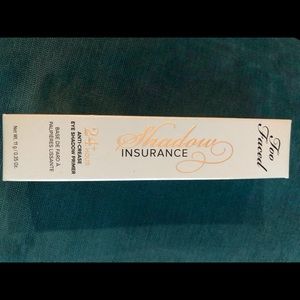 Too
Faced
Shadow
INSURANCE
24 HOUR
ANTI-CREASE
EYE SHADOW PRIMER
BASE DE FARD À
PAUPIÈRES LISSANTE
Net Wt. 11 g / 0.35 Oz.